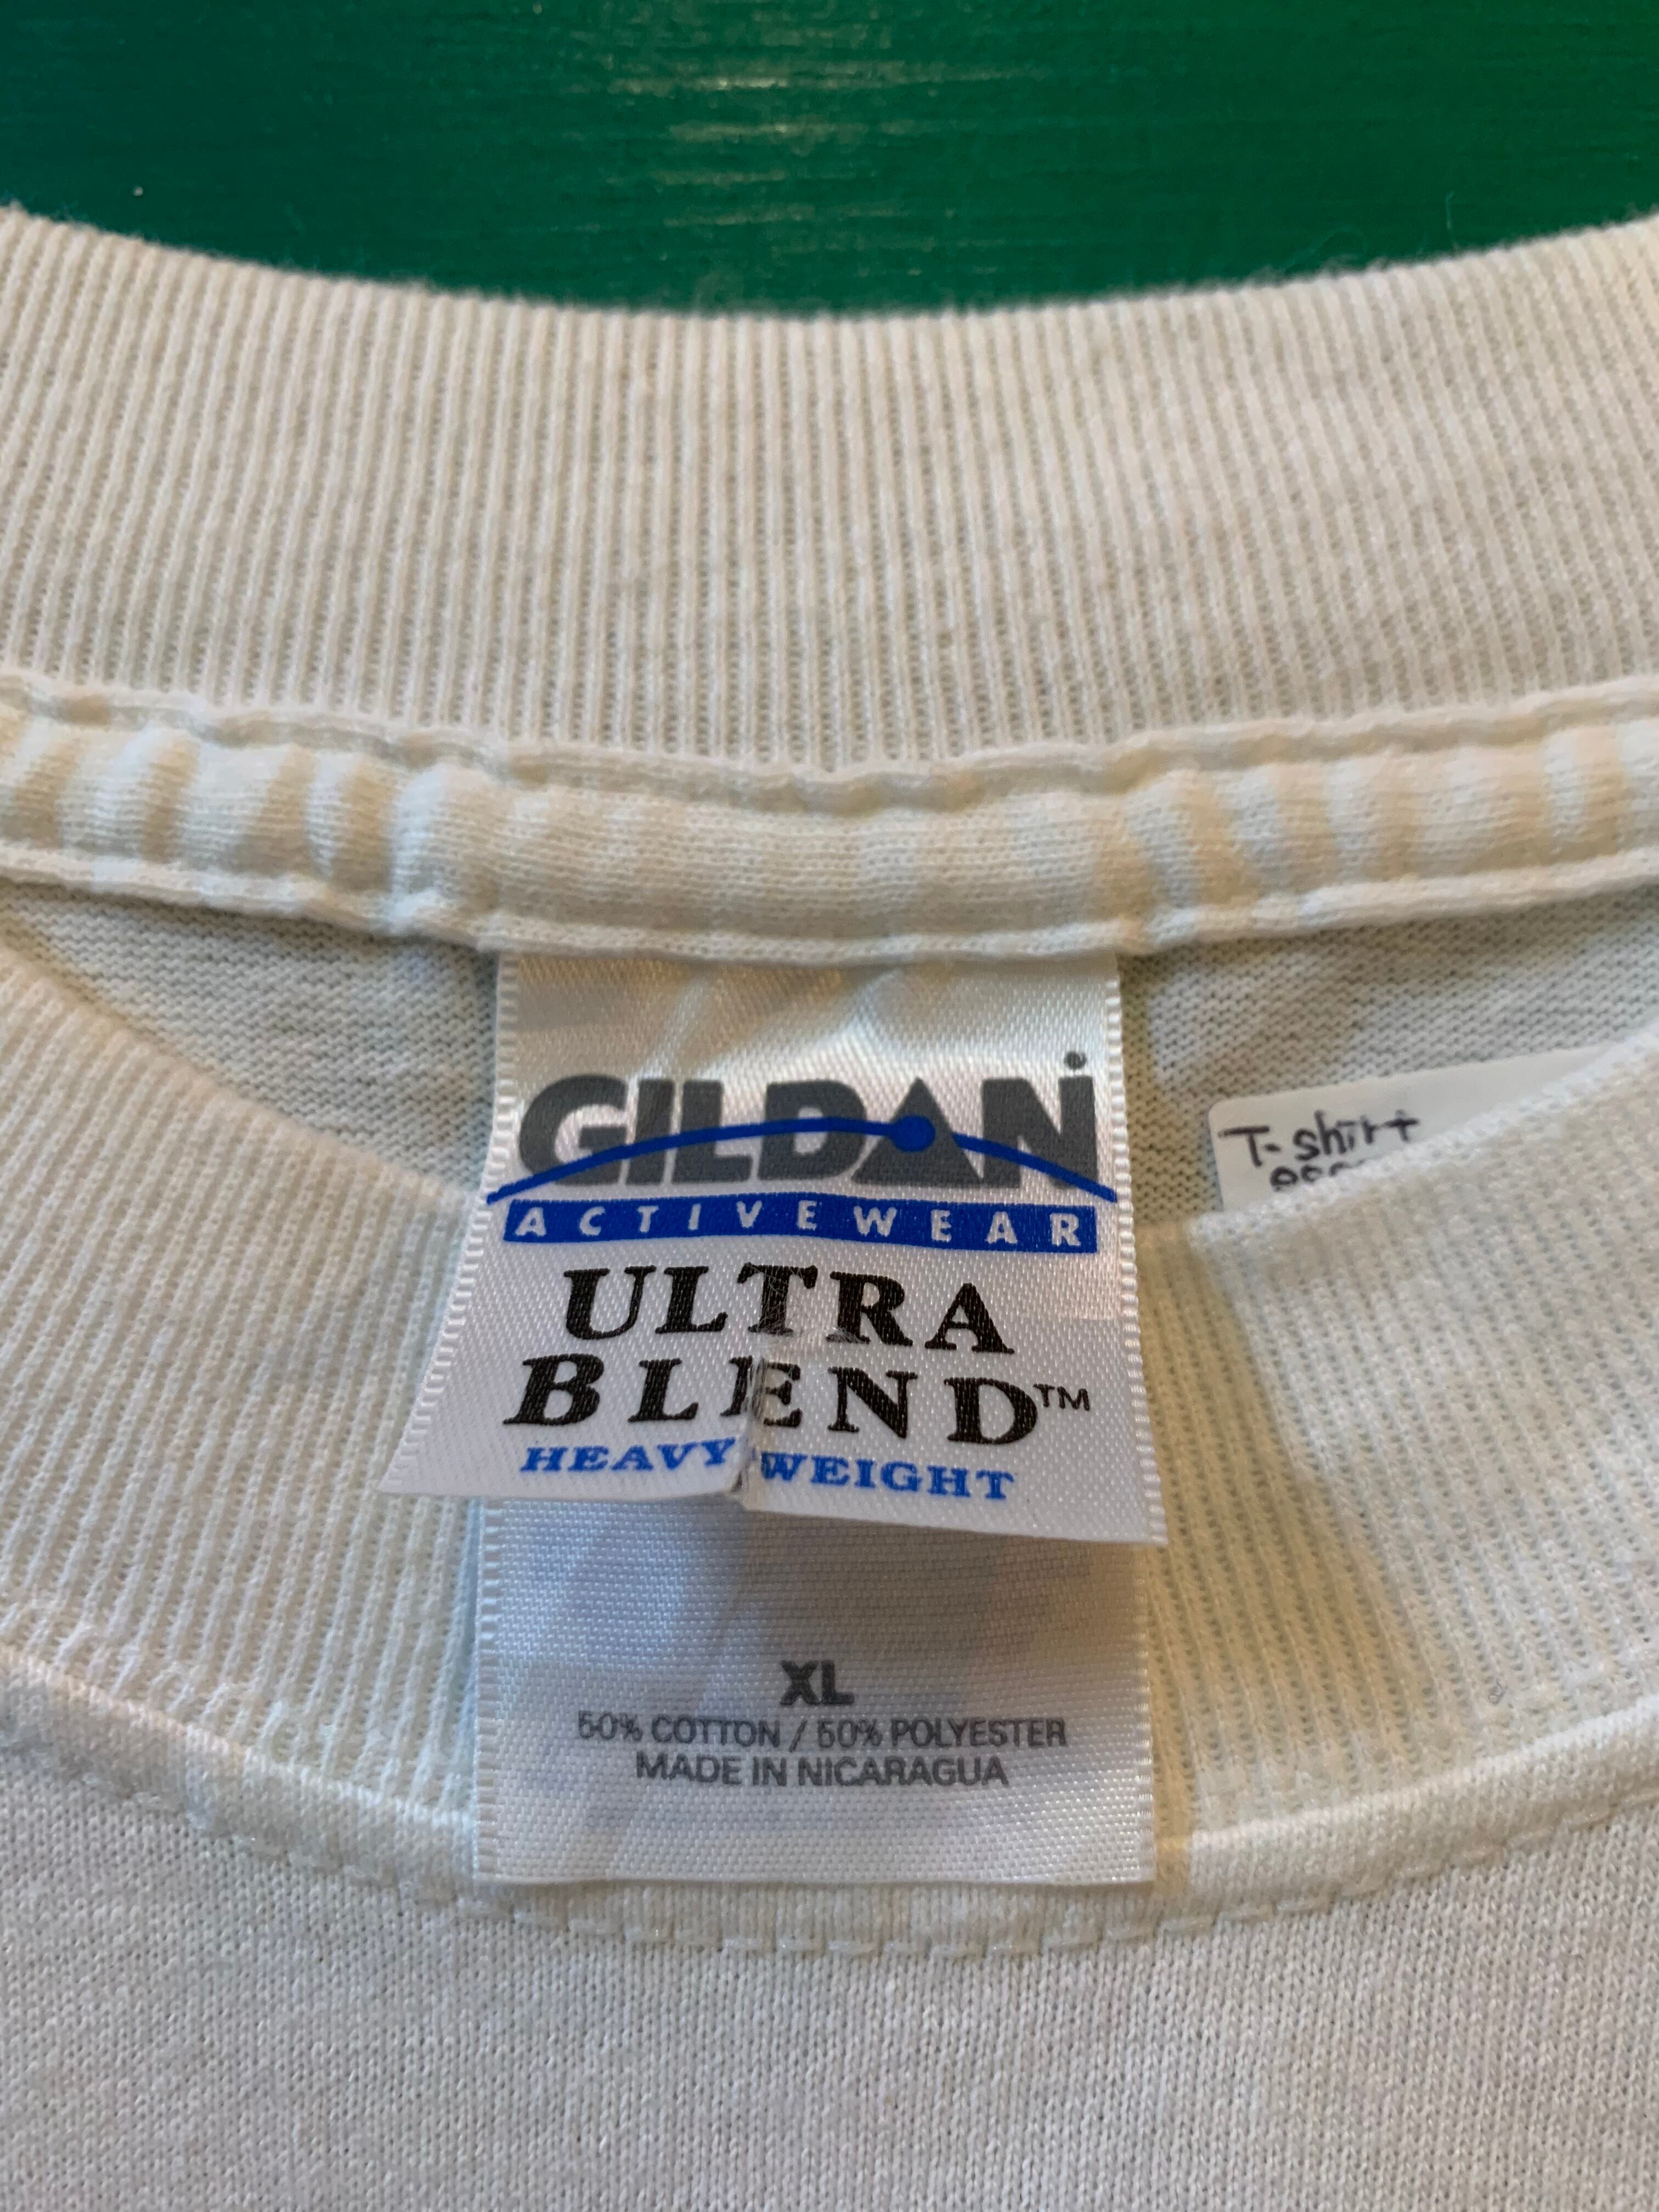 GILDAN
ACTIVEWEAR
ULTRA
BLEND™
HEAVY WEIGHT
T-shirt
XL
50% COTTON / 50% POLYESTER
MADE IN NICARAGUA